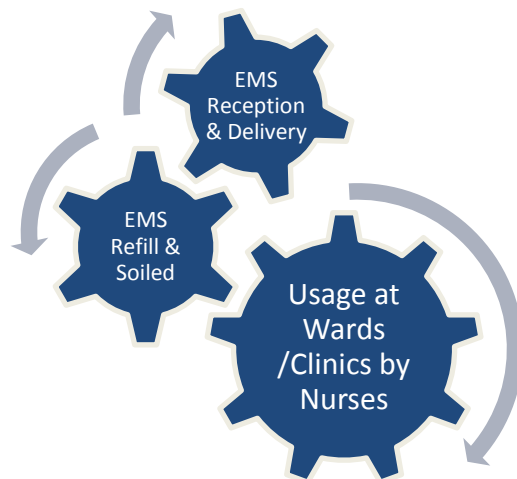 EMS
Reception
& Delivery
EMS
Refill &
Soiled
Usage at
Wards
/Clinics by
Nurses